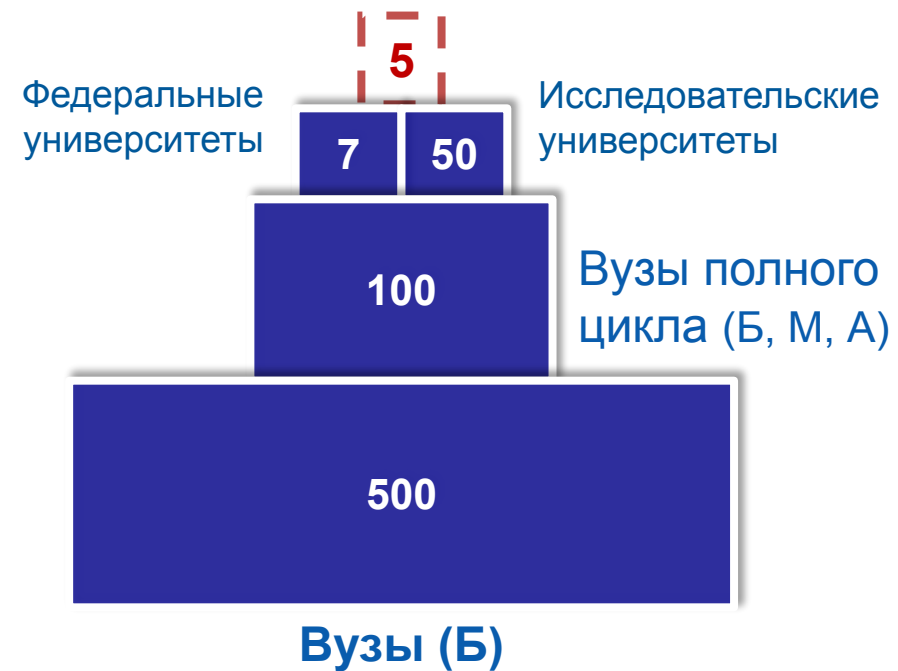 5
Федеральные
университеты
7
50
Исследовательские
университеты
100
Вузы полного
цикла (Б, М, А)
500
Вузы (Б)